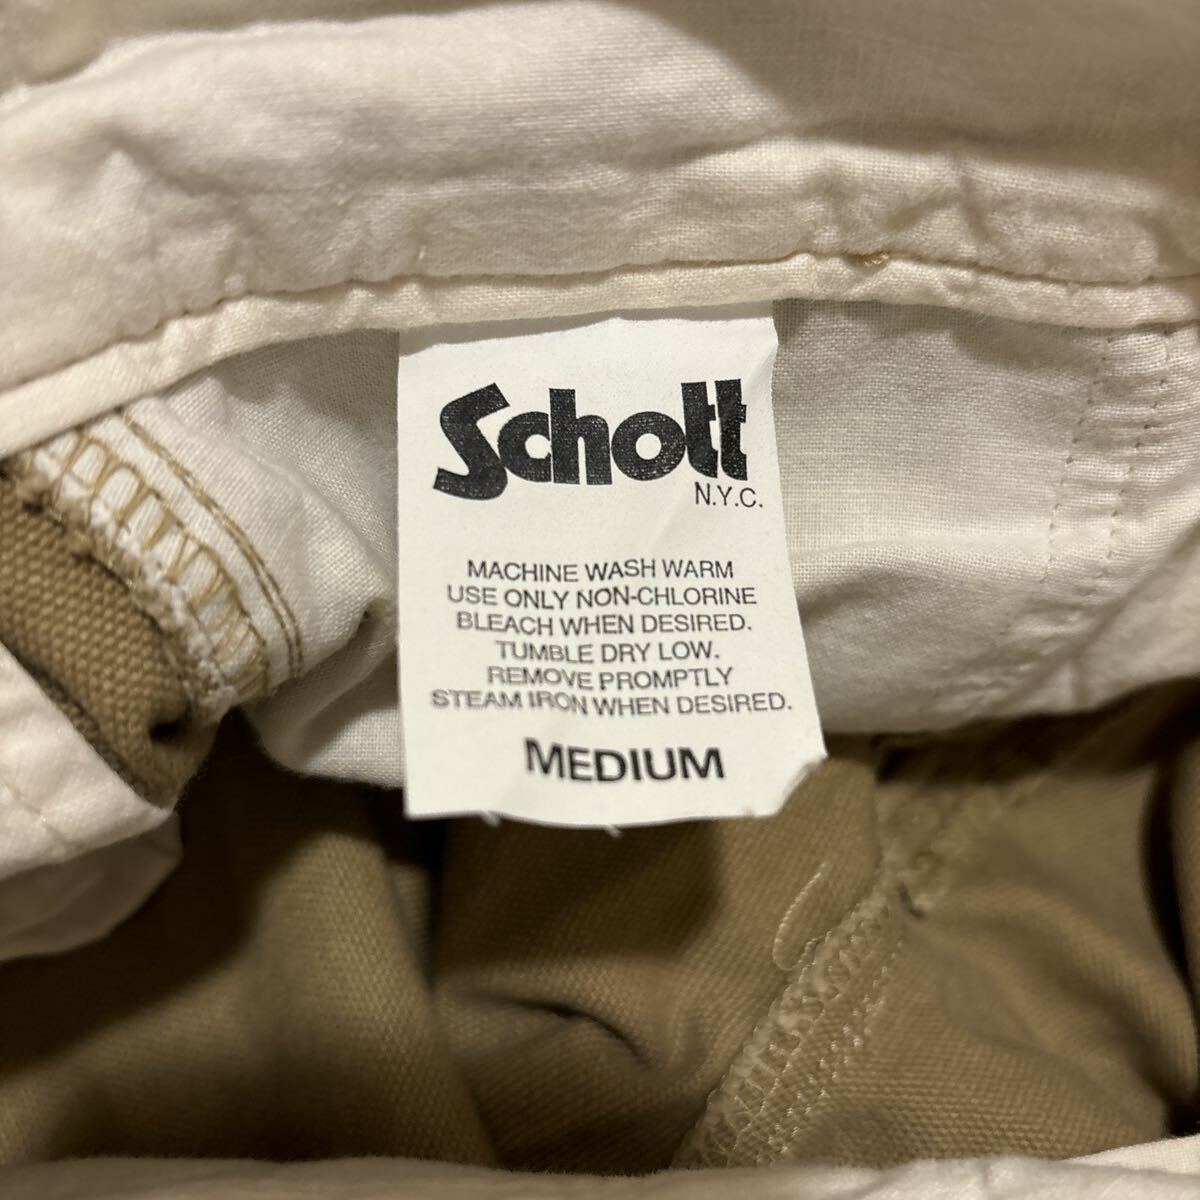 Schott
N.Y.C.
MACHINE WASH WARM
USE ONLY NON-CHLORINE
BLEACH WHEN DESIRED.
TUMBLE DRY LOW.
REMOVE PROMPTLY
STEAM IRON WHEN DESIRED.
MEDIUM